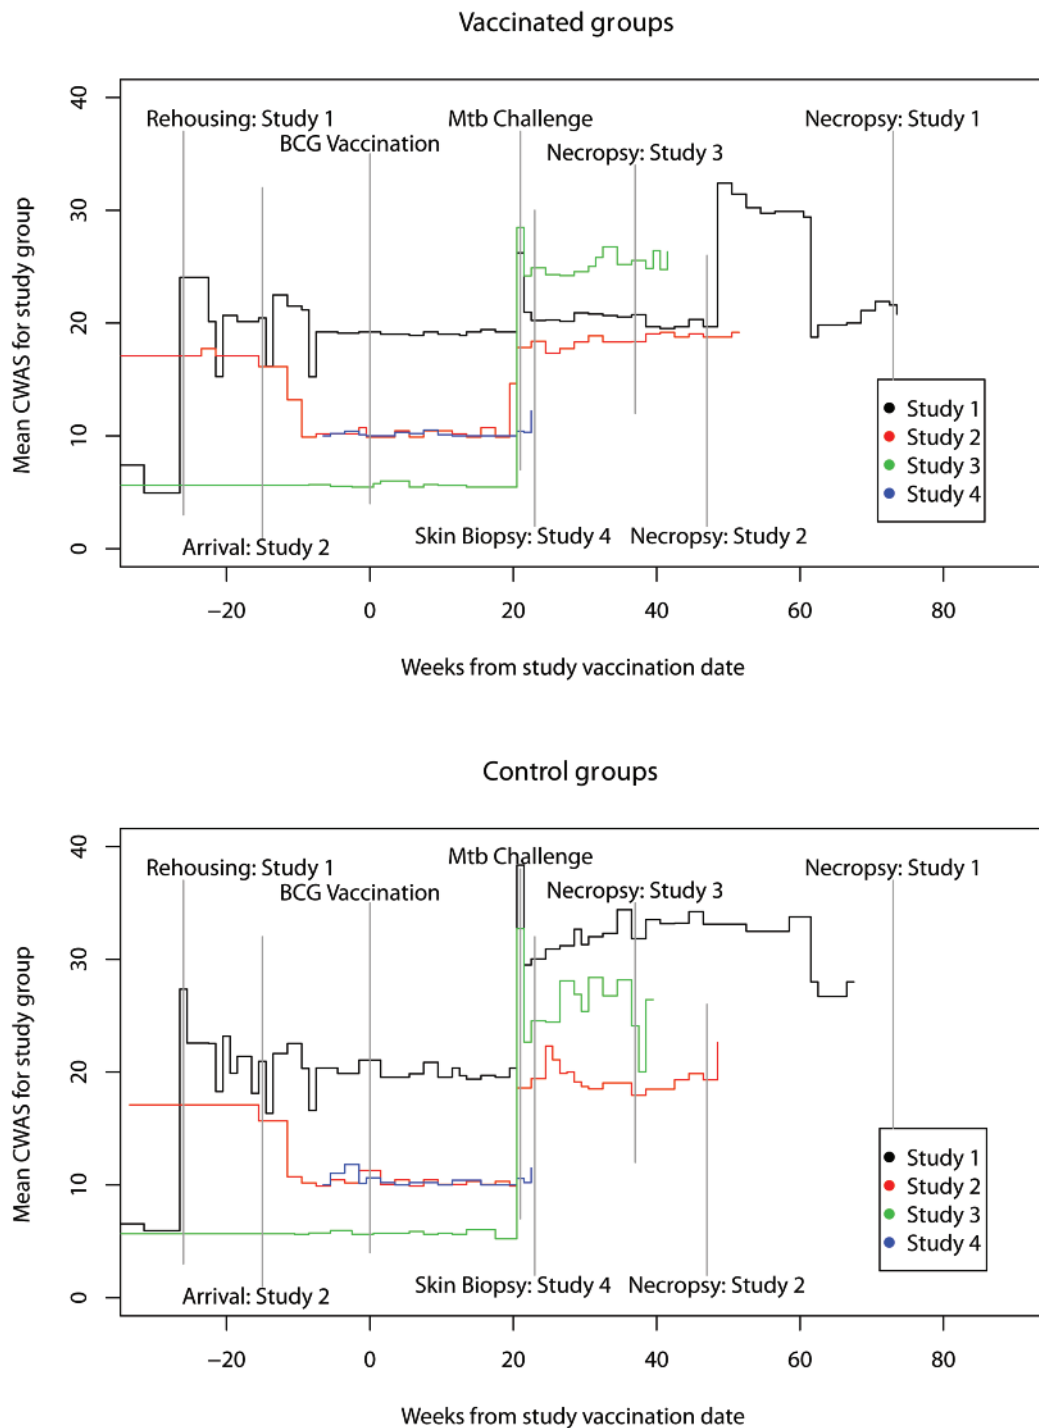 Vaccinated groups
40
Rehousing: Study 1
Mtb Challenge
Necropsy: Study 1
BCG Vaccination
Necropsy: Study 3
30
Mean CWAS for study group
20
Study 1
10
Study 2
Study 3
Study 4
Skin Biopsy: Study 4
Necropsy: Study 2
Arrival: Study 2
0
−20
0
20
40
60
80
Weeks from study vaccination date
Control groups
40
Mtb Challenge
Rehousing: Study 1
Necropsy: Study 1
BCG Vaccination
Necropsy: Study 3
30
Mean CWAS for study group
20
Study 1
10
Study 2
Study 3
Study 4
Skin Biopsy: Study 4
Necropsy: Study 2
Arrival: Study 2
0
−20
0
20
40
60
80
Weeks from study vaccination date